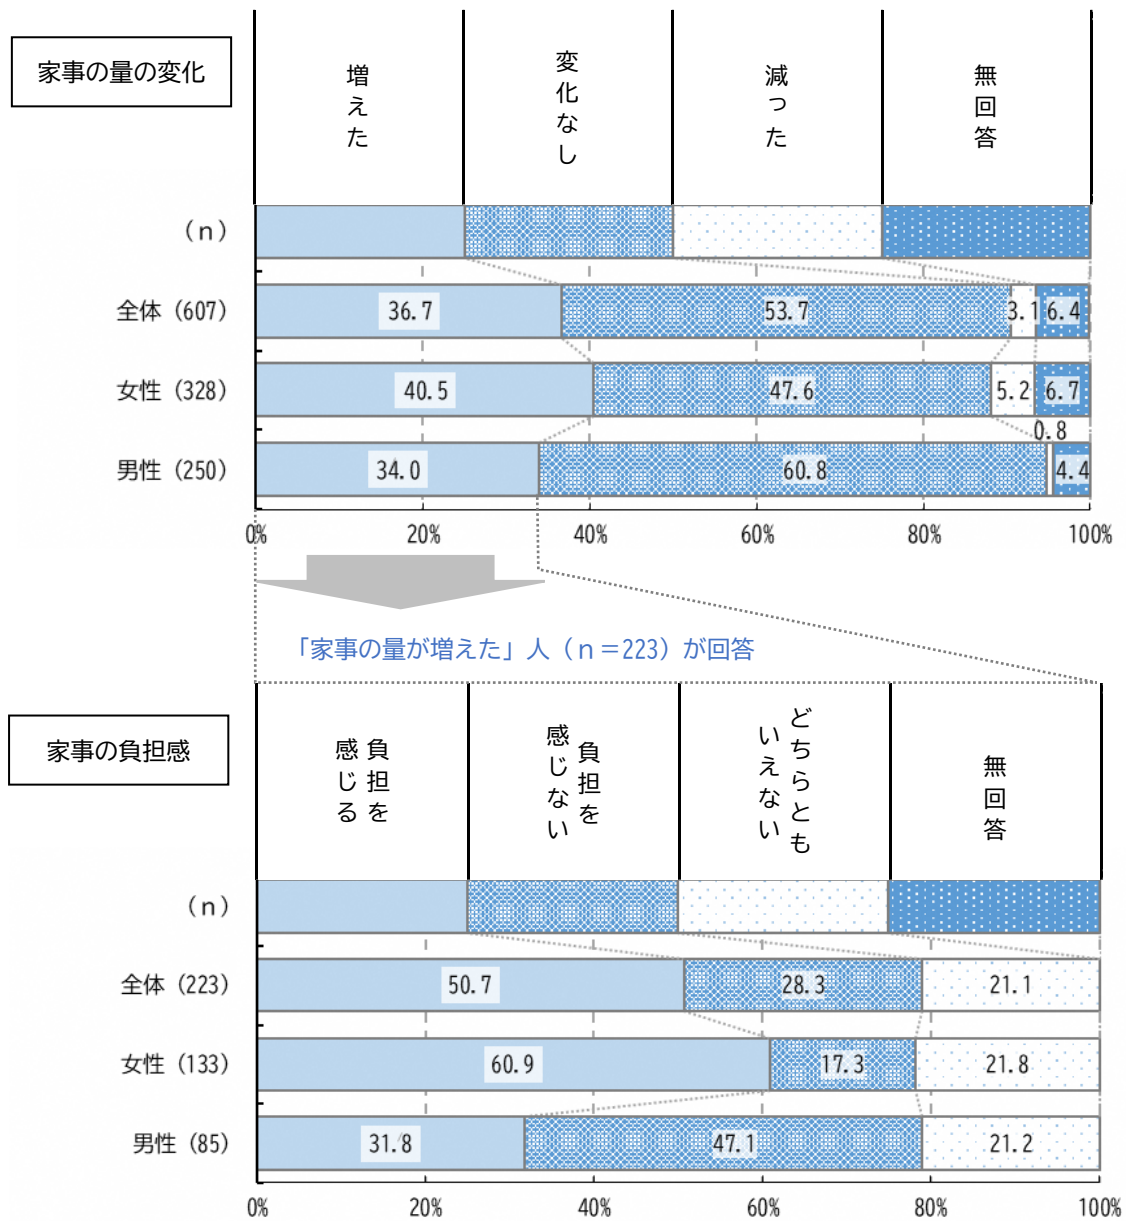 家事の量の変化
増えた
変化なし
減った
無回答
（ｎ）
全体（607）
36.7
53.7
3.1
6.4
女性（328）
40.5
47.6
5.2
6.7
男性（250）
34.0
60.8
0.8
4.4
0%
20%
40%
60%
80%
100%
「家事の量が増えた」人（ｎ＝223）が回答
家事の負担感
負担を
感じる
負担を
感じない
どちらとも
いえない
無回答
（ｎ）
全体（223）
50.7
28.3
21.1
女性（133）
60.9
17.3
21.8
男性（85）
31.8
47.1
21.2
0%
20%
40%
60%
80%
100%